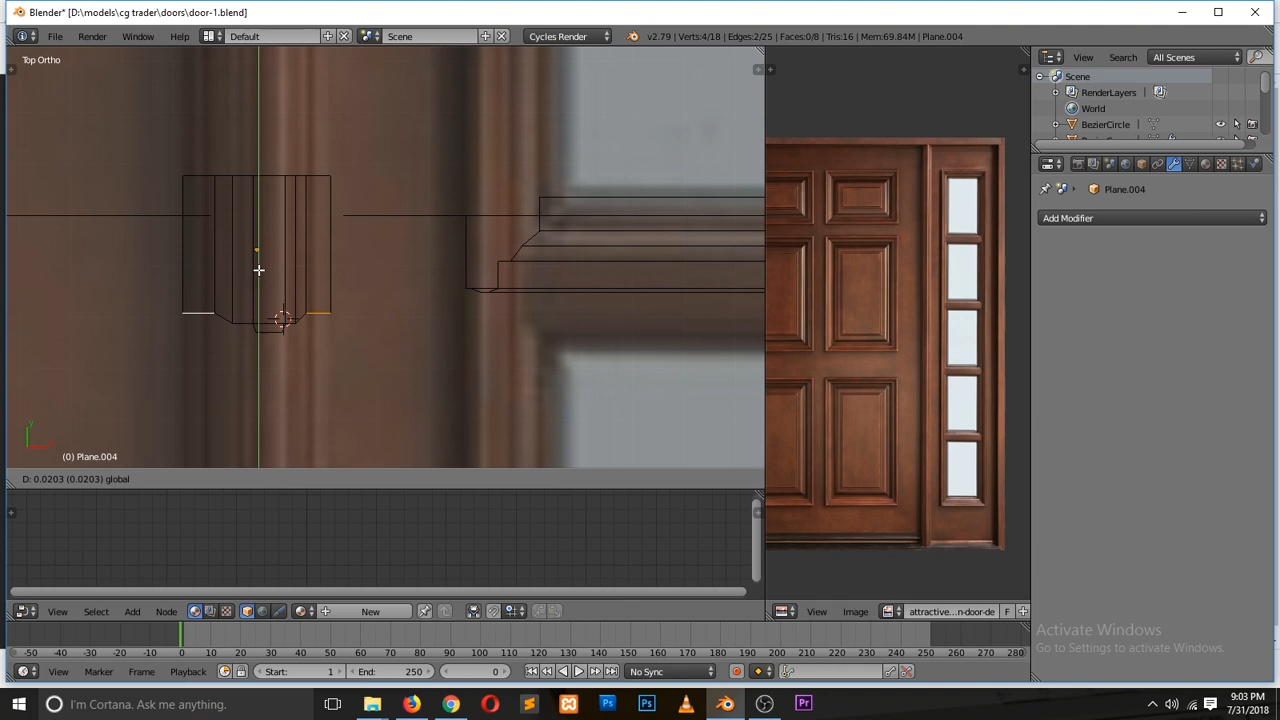 Blender* [D:\models\cg trader\doors\door-1.blend]
File Render Window Help Default Scene Cycles Render v2.79 | Verts:4/18 | Edges:2/25 | Faces:0/8 | Tris:16 | Mem:69.84M | Plane.004
Top Ortho
View Search All Scenes
Scene
RenderLayers
World
BezierCircle
Plane.004
Add Modifier
(0) Plane.004
D: 0.0203 (0.0203) global
View Select Add Node New
View Image attractive...n-door-de F
-50 -40 -30 -20 -10 0 10 20 30 40 50 60 70 80 90 100 110 120 130 140 150 160 170 180 190 200 210 220 230 240 250 260 270 280
View Marker Frame Playback Start: 1 End: 250 0 No Sync
Activate Windows
Go to Settings to activate Windows.
I'm Cortana. Ask me anything.
Ps Ps Pr
9:03 PM
7/31/2018